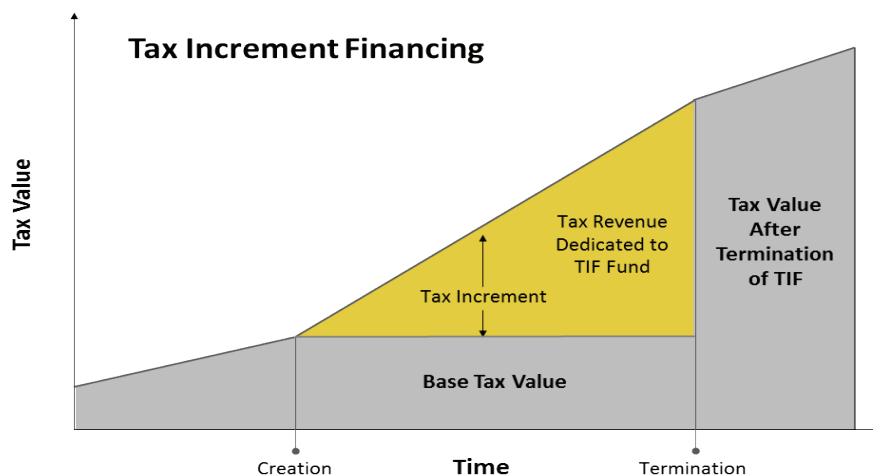 Tax Increment Financing
Tax Value
Tax Revenue
Dedicated to
TIF Fund
Tax Increment
Tax Value
After
Termination
of TIF
Base Tax Value
Creation
Time
Termination